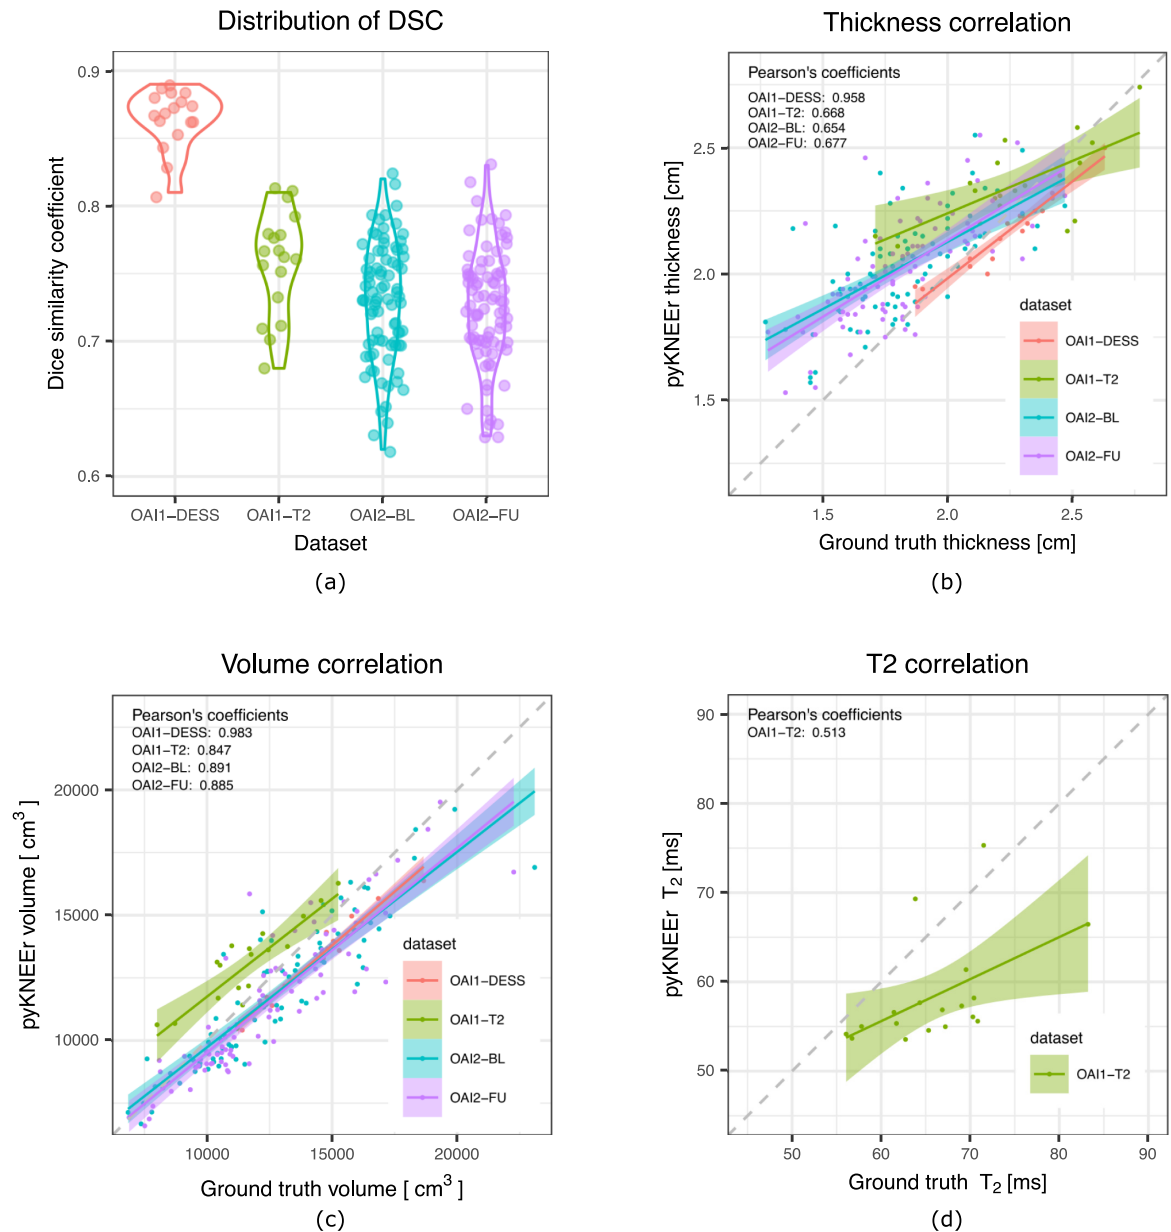 Distribution of DSC
Dice similarity coefficient
0.9
0.8
0.7
0.6
OAI1−DESS
OAI1−T2
OAI2−BL
OAI2−FU
Dataset
(a)
Thickness correlation
pyKNEEr thickness [cm]
Pearson's coefficients
OAI1−DESS: 0.958
OAI1−T2: 0.668
OAI2−BL: 0.654
OAI2−FU: 0.677
2.5
2.0
1.5
dataset
OAI1−DESS
OAI1−T2
OAI2−BL
OAI2−FU
1.5
2.0
2.5
Ground truth thickness [cm]
(b)
Volume correlation
pyKNEEr volume [ cm³ ]
Pearson's coefficients
OAI1−DESS: 0.983
OAI1−T2: 0.847
OAI2−BL: 0.891
OAI2−FU: 0.885
20000
15000
10000
dataset
OAI1−DESS
OAI1−T2
OAI2−BL
OAI2−FU
10000
15000
20000
Ground truth volume [ cm³ ]
(c)
T2 correlation
pyKNEEr T₂ [ms]
Pearson's coefficients
OAI1−T2: 0.513
90
80
70
60
50
dataset
OAI1−T2
50
60
70
80
90
Ground truth T₂ [ms]
(d)